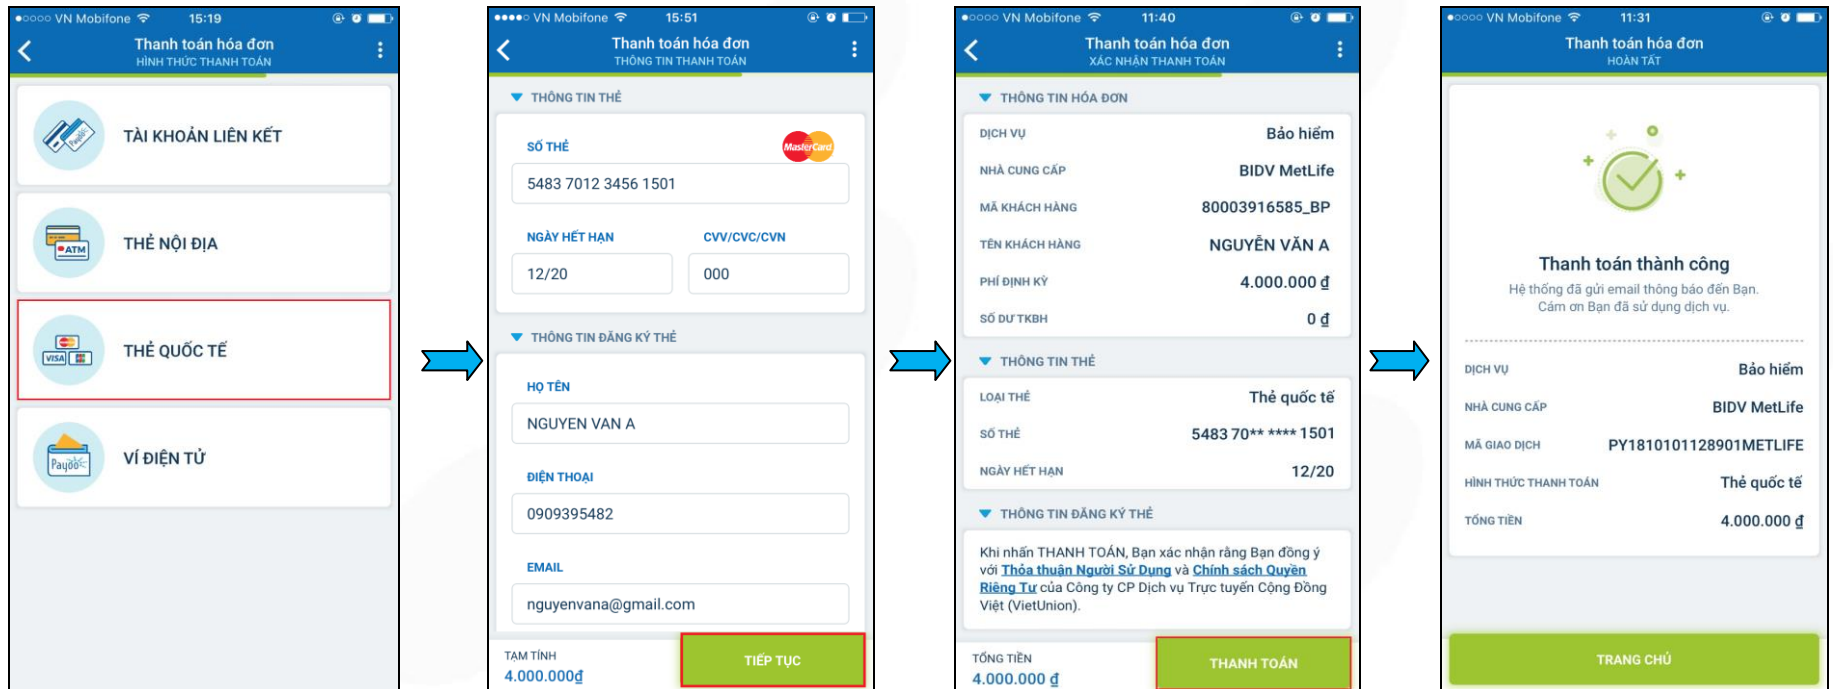 VN Mobifone 15:19
Thanh toán hóa đơn
HÌNH THỨC THANH TOÁN
Payoo
TÀI KHOẢN LIÊN KẾT
ATM
THẺ NỘI ĐỊA
VISA
THẺ QUỐC TẾ
Payoo
VÍ ĐIỆN TỬ
VN Mobifone 15:51
Thanh toán hóa đơn
THÔNG TIN THANH TOÁN
THÔNG TIN THẺ
SỐ THẺ
MasterCard
5483 7012 3456 1501
NGÀY HẾT HẠN CVV/CVC/CVN
12/20 000
THÔNG TIN ĐĂNG KÝ THẺ
HỌ TÊN
NGUYEN VAN A
ĐIỆN THOẠI
0909395482
EMAIL
nguyenvana@gmail.com
TẠM TÍNH
4.000.000₫
TIẾP TỤC
VN Mobifone 11:40
Thanh toán hóa đơn
XÁC NHẬN THANH TOÁN
THÔNG TIN HÓA ĐƠN
DỊCH VỤ Bảo hiểm
NHÀ CUNG CẤP BIDV MetLife
MÃ KHÁCH HÀNG 80003916585_BP
TÊN KHÁCH HÀNG NGUYỄN VĂN A
PHÍ ĐỊNH KỲ 4.000.000 ₫
SỐ DƯ TKBH 0 ₫
THÔNG TIN THẺ
LOẠI THẺ Thẻ quốc tế
SỐ THẺ 5483 70** **** 1501
NGÀY HẾT HẠN 12/20
THÔNG TIN ĐĂNG KÝ THẺ
Khi nhấn THANH TOÁN, Bạn xác nhận rằng Bạn đồng ý
với Thỏa thuận Người Sử Dụng và Chính sách Quyền
Riêng Tư của Công ty CP Dịch vụ Trực tuyến Cộng Đồng
Việt (VietUnion).
TỔNG TIỀN
4.000.000 ₫
THANH TOÁN
VN Mobifone 11:31
Thanh toán hóa đơn
HOÀN TẤT
Thanh toán thành công
Hệ thống đã gửi email thông báo đến Bạn.
Cám ơn Bạn đã sử dụng dịch vụ.
DỊCH VỤ Bảo hiểm
NHÀ CUNG CẤP BIDV MetLife
MÃ GIAO DỊCH PY1810101128901METLIFE
HÌNH THỨC THANH TOÁN Thẻ quốc tế
TỔNG TIỀN 4.000.000 ₫
TRANG CHỦ